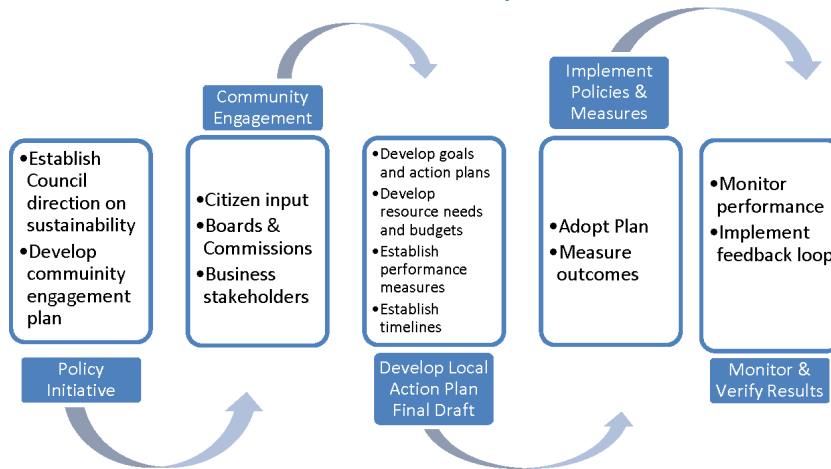 Community
Engagement
Implement
Policies &
Measures
•Establish
Council
direction on
sustainability
•Develop
commuinity
engagement
plan
•Citizen input
•Boards &
Commissions
•Business
stakeholders
•Develop goals
and action plans
•Develop
resource needs
and budgets
•Establish
performance
measures
•Establish
timelines
•Adopt Plan
•Measure
outcomes
•Monitor
performance
•Implement
feedback loop
Policy
Initiative
Develop Local
Action Plan
Final Draft
Monitor &
Verify Results